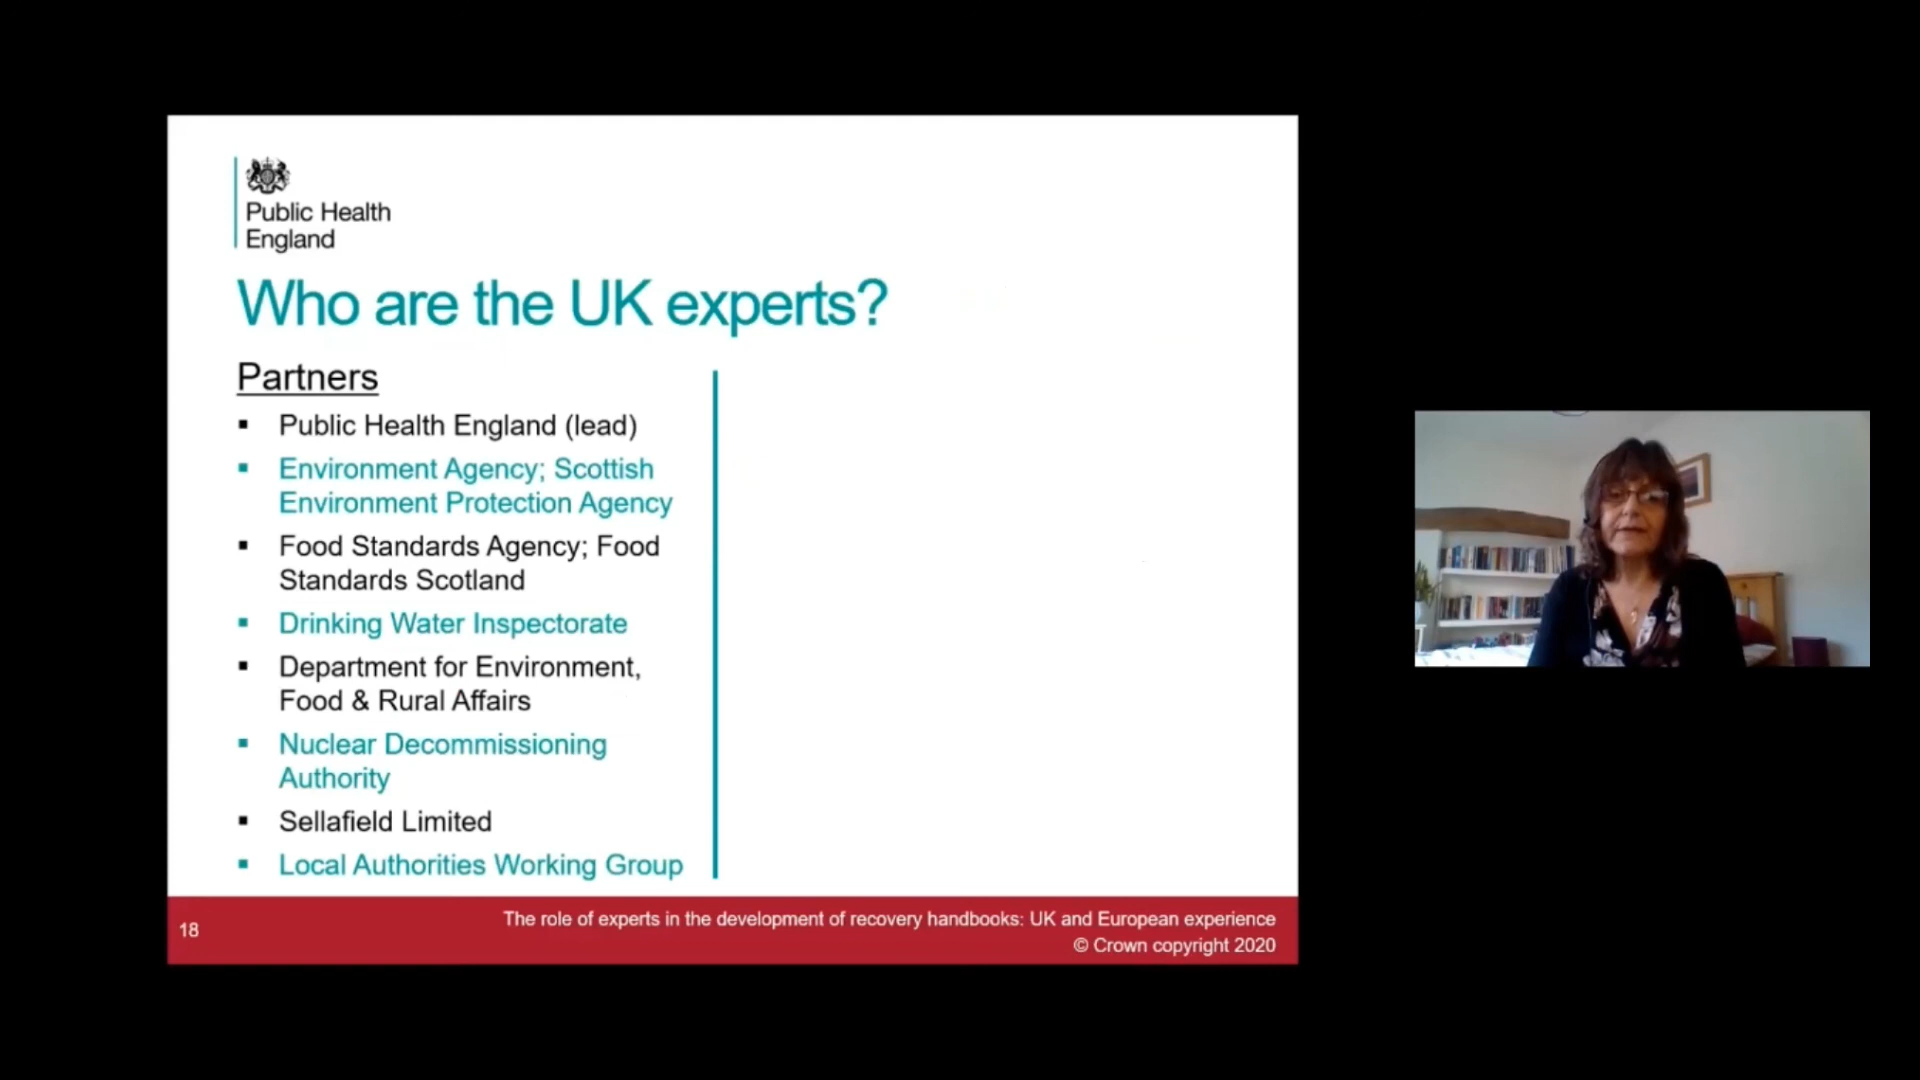 Public Health
England
Who are the UK experts?
Partners
▪ Public Health England (lead)
▪ Environment Agency; Scottish
Environment Protection Agency
▪ Food Standards Agency; Food
Standards Scotland
▪ Drinking Water Inspectorate
▪ Department for Environment,
Food & Rural Affairs
▪ Nuclear Decommissioning
Authority
▪ Sellafield Limited
▪ Local Authorities Working Group
18
The role of experts in the development of recovery handbooks: UK and European experience
© Crown copyright 2020